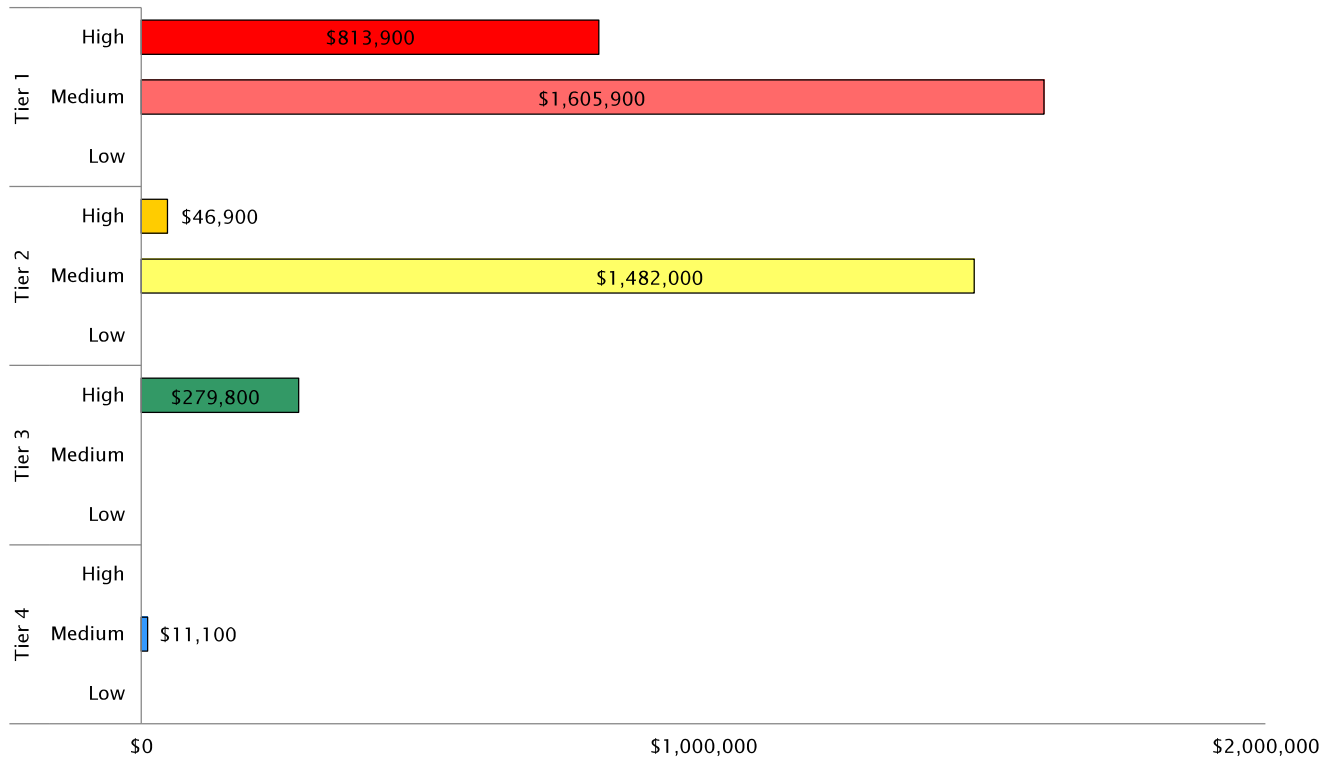 Tier 1
High
$813,900
Medium
$1,605,900
Low
Tier 2
High
$46,900
Medium
$1,482,000
Low
Tier 3
High
$279,800
Medium
Low
Tier 4
High
Medium
$11,100
Low
$0
$1,000,000
$2,000,000